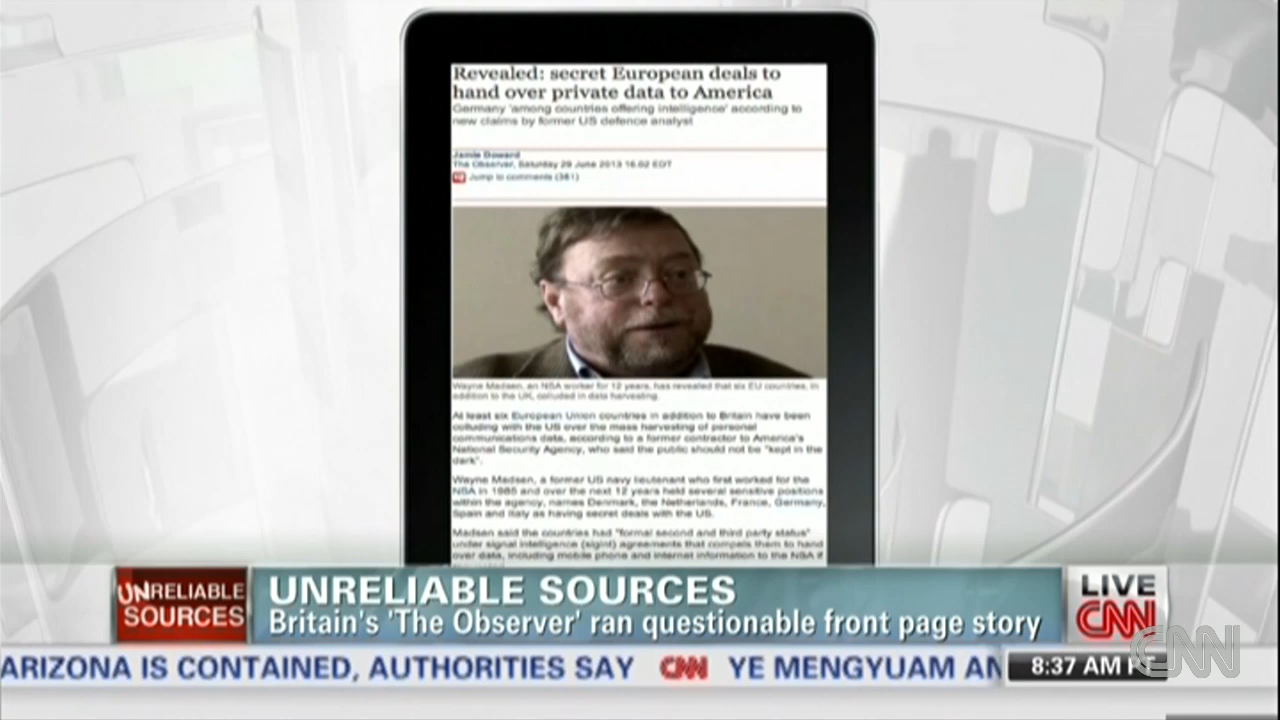 Revealed: secret European deals to
hand over private data to America
Germany 'among countries offering intelligence' according to
new claims by former US defence analyst
Jamie Doward
The Observer, Saturday 29 June 2013 16.02 EDT
Jump to comments (381)
Wayne Madsen, an NSA worker for 12 years, has revealed that six EU countries, in
addition to the UK, colluded in data harvesting.
At least six European Union countries in addition to Britain have been
colluding with the US over the mass harvesting of personal
communications data, according to a former contractor to America's
National Security Agency, who said the public should not be "kept in the
dark".
Wayne Madsen, a former US navy lieutenant who first worked for the
NSA in 1985 and over the next 12 years held several sensitive positions
within the agency, names Denmark, the Netherlands, France, Germany,
Spain and Italy as having secret deals with the US.
Madsen said the countries had "formal second and third party status"
under signal intelligence (sigint) agreements that compels them to hand
over data, including mobile phone and internet information to the NSA if
UNRELIABLE
SOURCES
UNRELIABLE SOURCES
Britain's 'The Observer' ran questionable front page story
LIVE
CNN
ARIZONA IS CONTAINED, AUTHORITIES SAY CNN YE MENGYUAM AN
8:37 AM PT
CNN